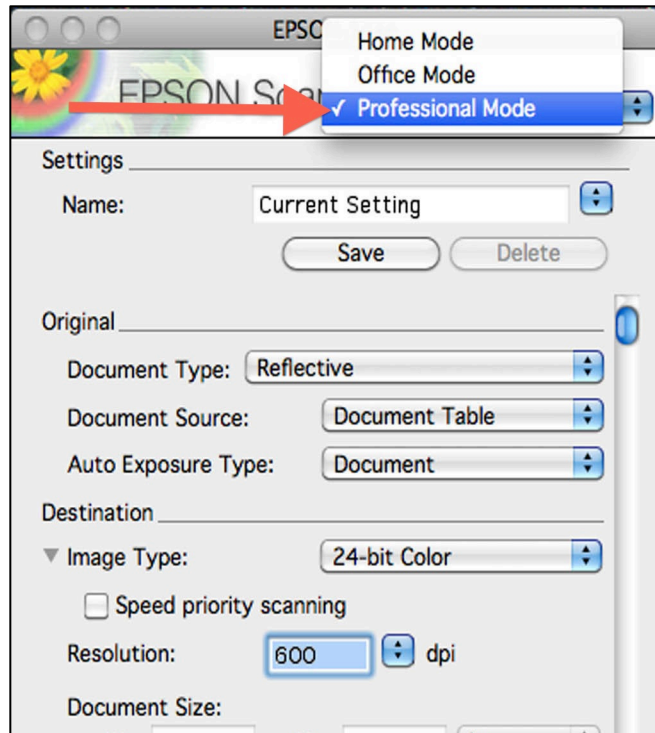 EPSO
Home Mode
Office Mode
EPSON Sca
✓ Professional Mode
Settings
Name: Current Setting
Save Delete
Original
Document Type: Reflective
Document Source: Document Table
Auto Exposure Type: Document
Destination
Image Type: 24-bit Color
Speed priority scanning
Resolution: 600 dpi
Document Size: